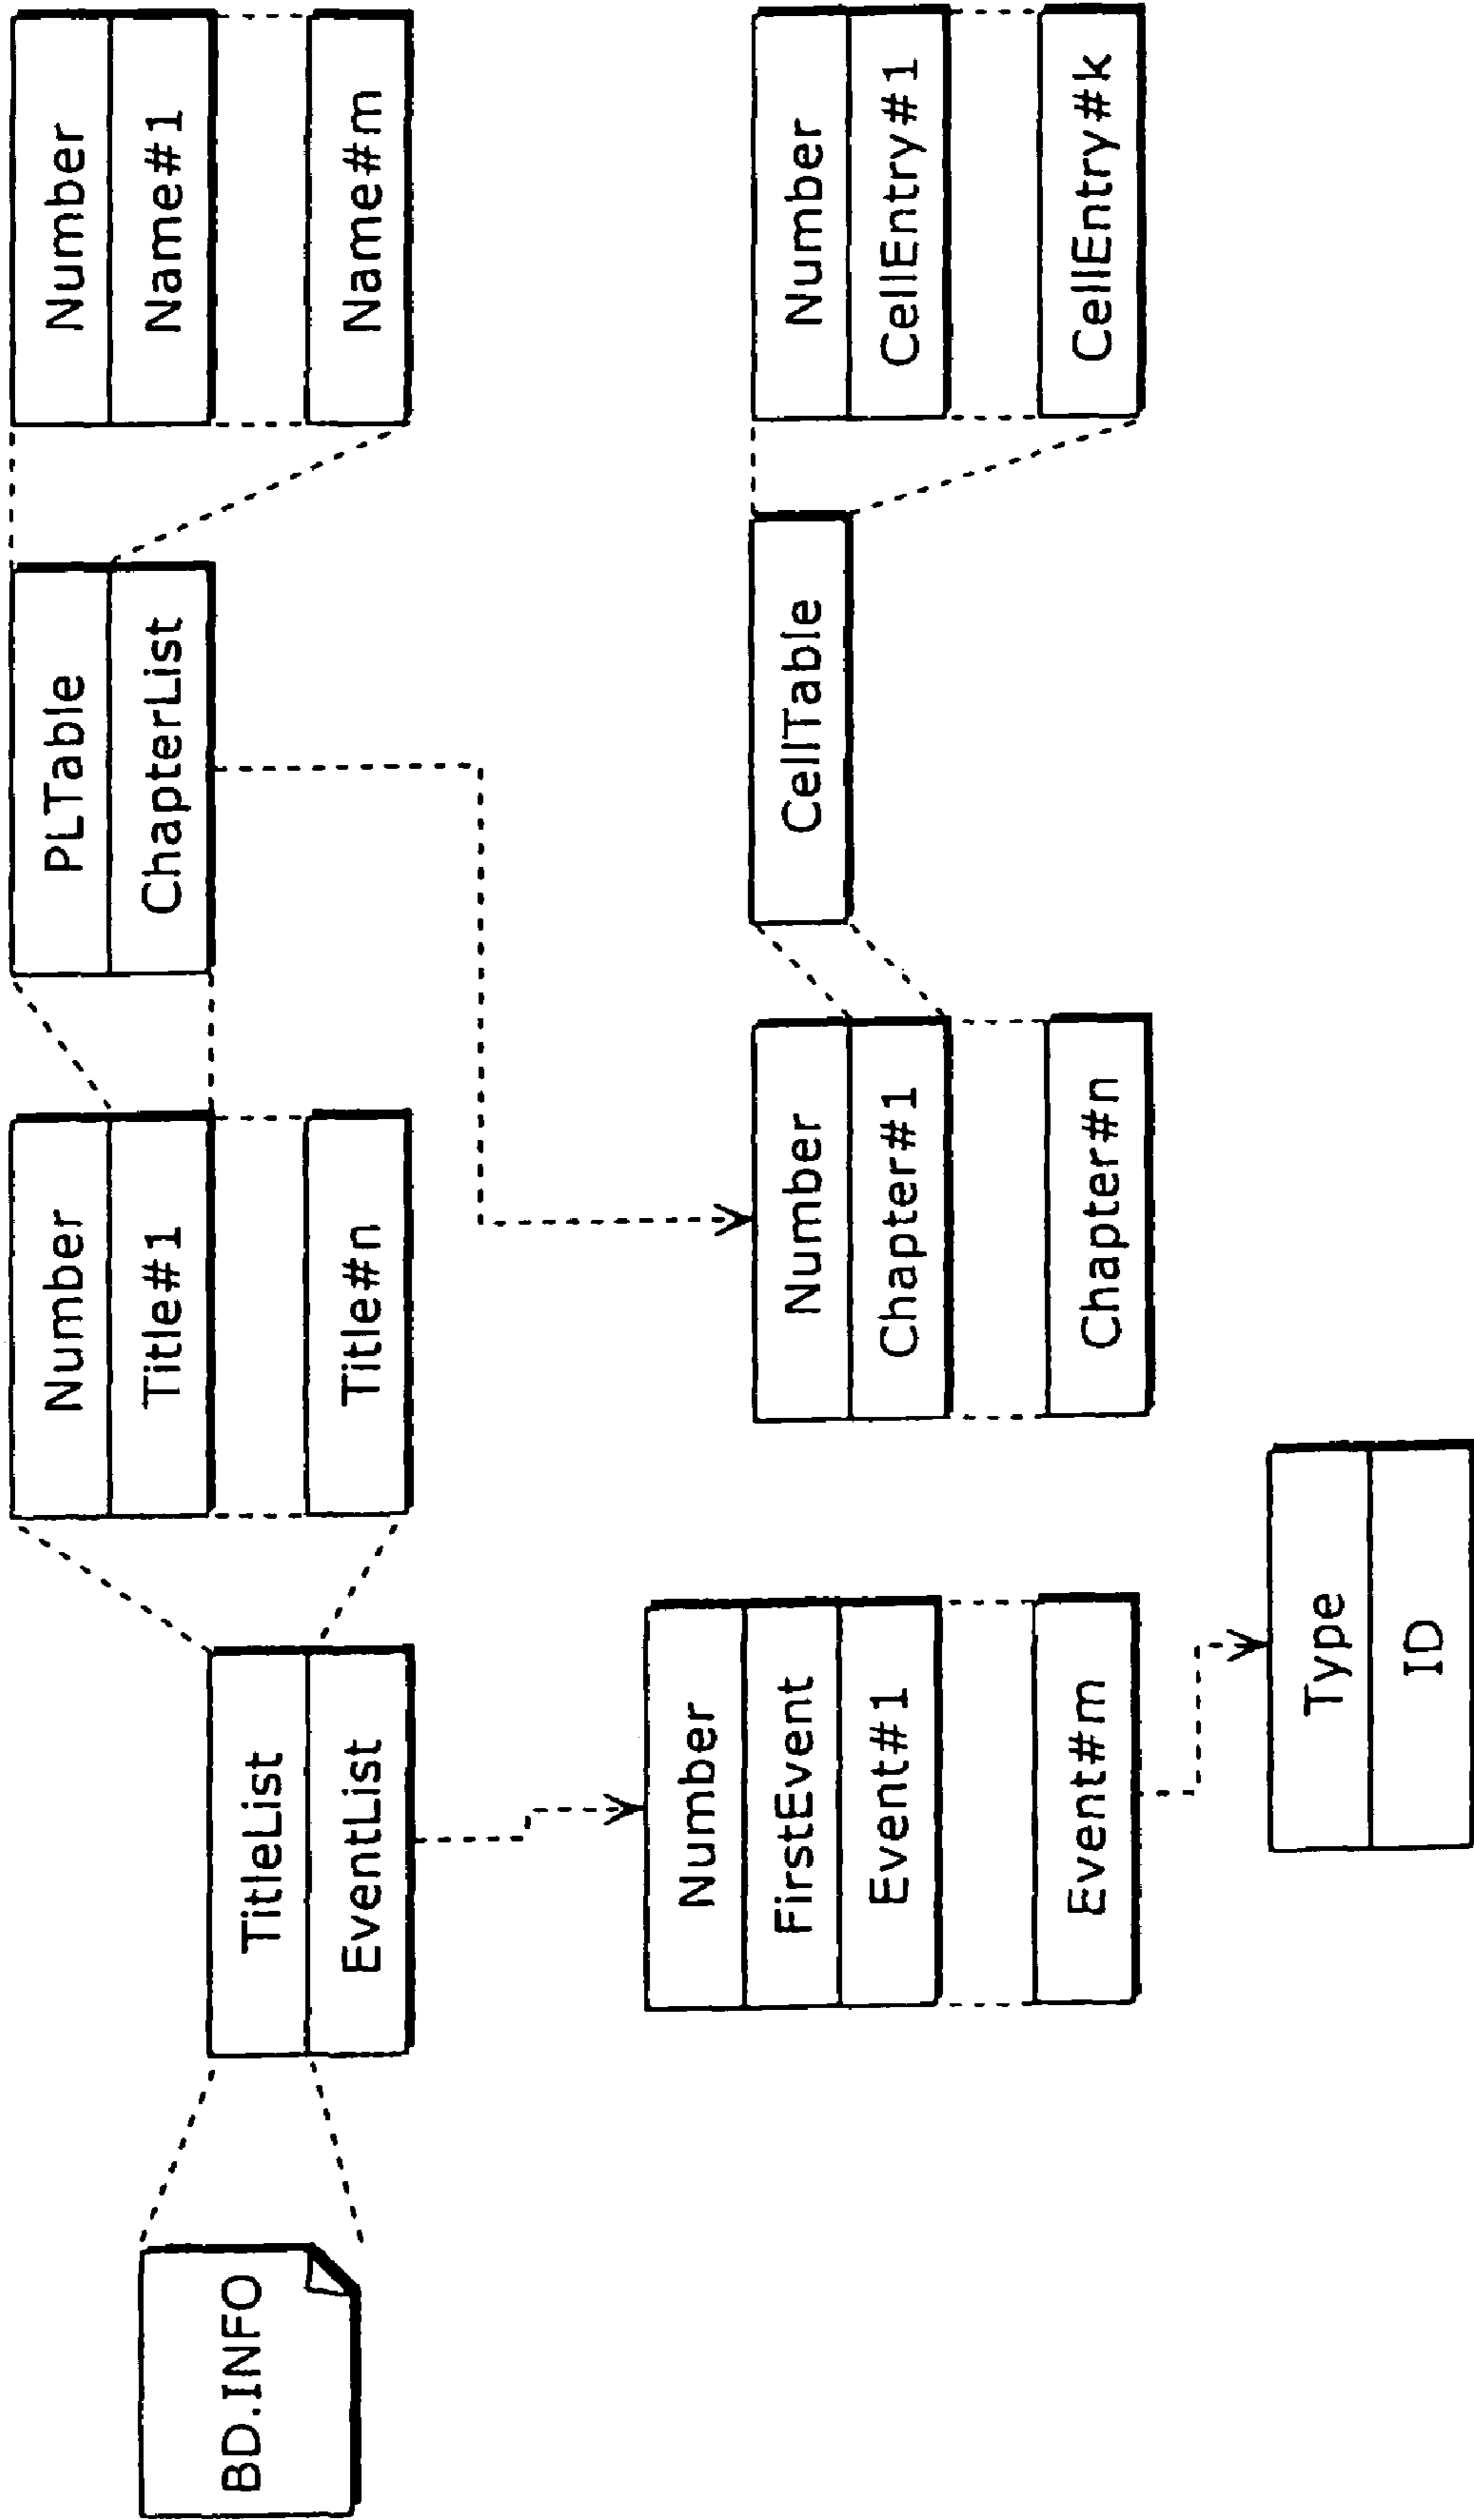 BD.INFO
TitleList
EventList
Number
Title#1
Title#n
PLTable
ChapterList
Number
Name#1
Name#m
Number
FirstEvent
Event#1
Event#m
Type
ID
Number
Chapter#1
Chapter#n
CellTable
Number
CellEntry#1
CellEntry#k